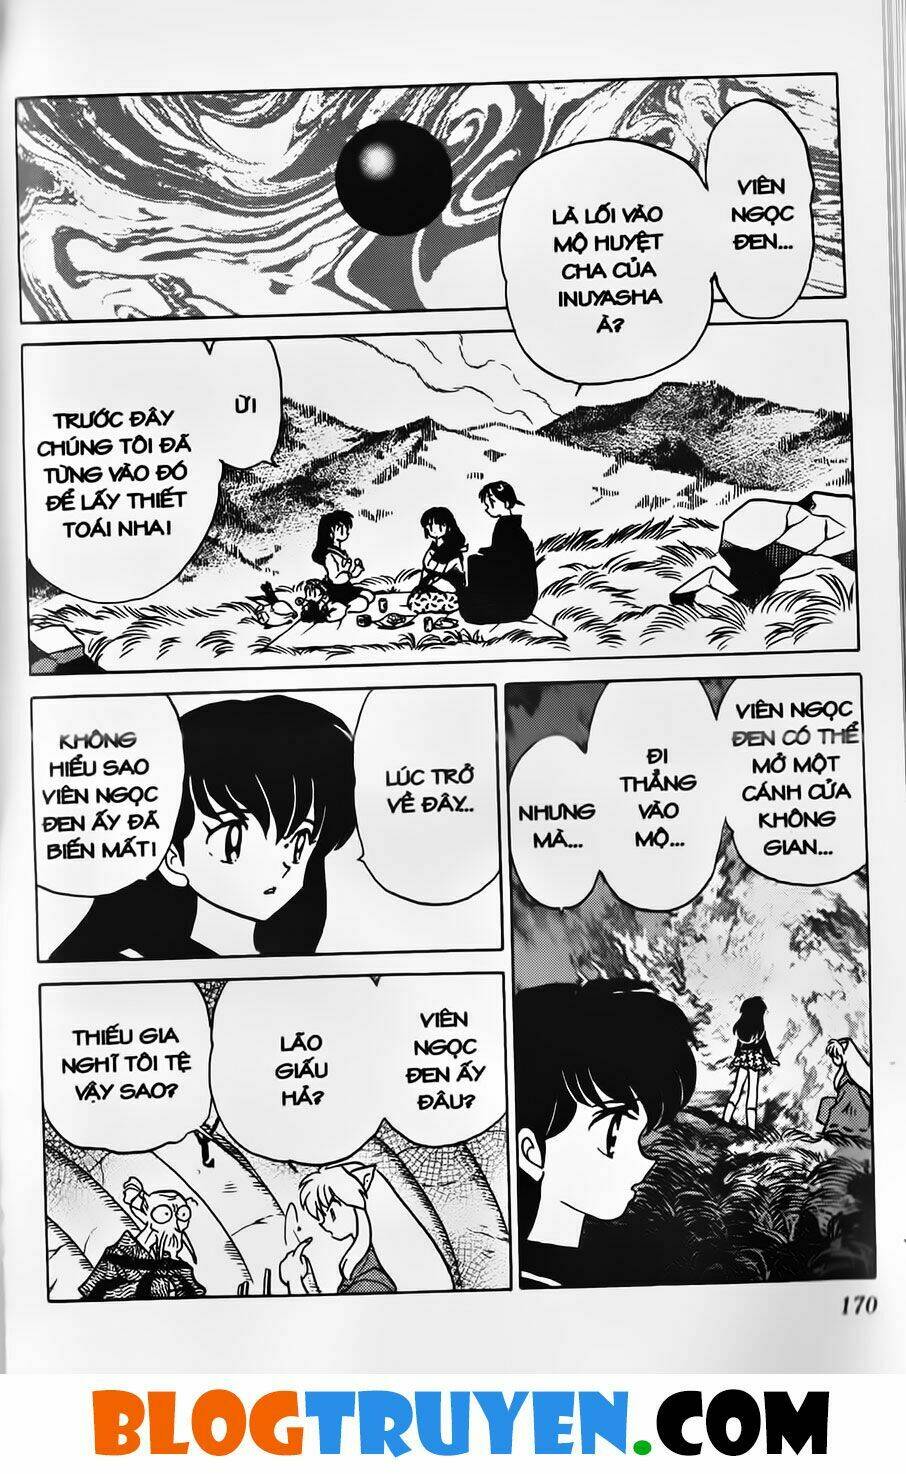 VIÊN
NGỌC
ĐEN...
LÀ LỐI VÀO
MỘ HUYỆT
CHA CỦA
INUYASHA
À?
ỪI
TRƯỚC ĐÂY
CHÚNG TÔI ĐÃ
TỪNG VÀO ĐÓ
ĐỂ LẤY THIẾT
TOÁI NHAI
VIÊN NGỌC
ĐEN CÓ THỂ
MỞ MỘT
CÁNH CỬA
KHÔNG
GIAN...
ĐI
THẲNG
VÀO
MỘ...
NHƯNG
MÀ...
LÚC TRỞ
VỀ ĐÂY...
KHÔNG
HIỂU SAO
VIÊN NGỌC
ĐEN ẤY ĐÃ
BIẾN MẤTI
VIÊN
NGỌC
ĐEN ẤY
ĐÂU?
LÃO
GIẤU
HẢ?
THIẾU GIA
NGHĨ TÔI TỆ
VẬY SAO?
170
BLOGTRUYEN.COM